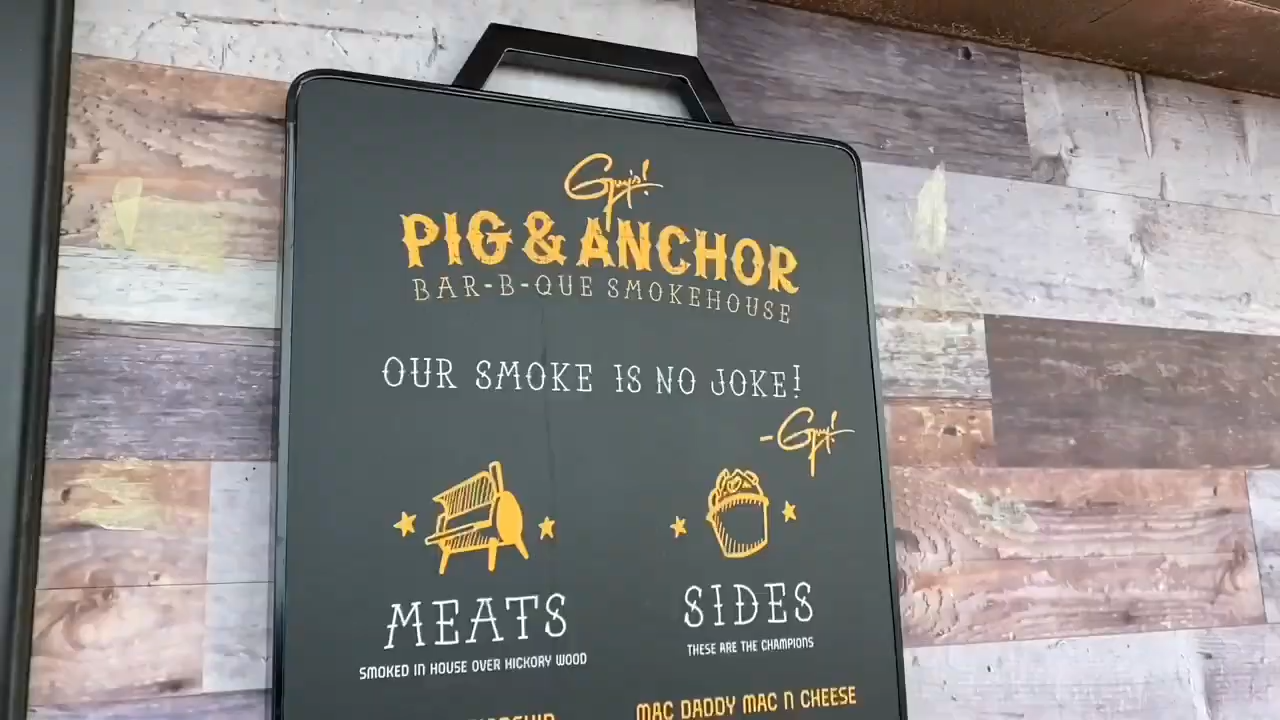 Guy's!
PIG & ANCHOR
BAR-B-QUE SMOKEHOUSE
OUR SMOKE IS NO JOKE!
-Guy!
MEATS
SMOKED IN HOUSE OVER HICKORY WOOD
SIDES
THESE ARE THE CHAMPIONS
MAC DADDY MAC N CHEESE